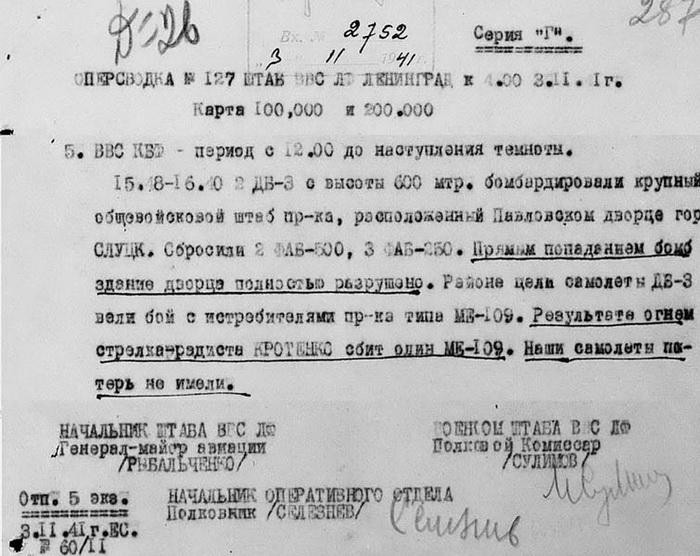 287
Вх. № 2752
Серия "Г".
"3" 11 1941г.
ОПЕРСВОДКА № 127 ШТАБ ВВС ЛФ ЛЕНИНГРАД к 4.00 3.11.41г.
Карта 100,000 и 200.000
5. ВВС КБФ - период с 12.00 до наступления темноты.
15.48-16.40 2 ДБ-3 с высоты 600 мтр. бомбардировали крупный
общевойсковой штаб пр-ка, расположенный Павловском дворце гор
СЛУЦК. Сбросили 2 ФАБ-500, 3 ФАБ-250. Прямым попаданием бомб
здание дворца полностью разрушено. Районе цели самолеты ДБ-3
вели бой с истребителями пр-ка типа МЕ-109. Результате огнем
стрелка-радиста КРОТЕНКО сбит один МЕ-109. Наши самолеты по-
терь не имели.
НАЧАЛЬНИК ШТАБА ВВС ЛФ
ВОЕНКОМ ШТАБА ВВС ЛФ
Генерал-майор авиации
Полковой Комиссар
/РЫБАЛЬЧЕНКО/
/СУЛИМОВ/
Отп. 5 экз.
НАЧАЛЬНИК ОПЕРАТИВНОГО ОТДЕЛА
Полковник /СЕЛЕЗНЕВ/
3.11.41г.ЕС.
№ 60/11